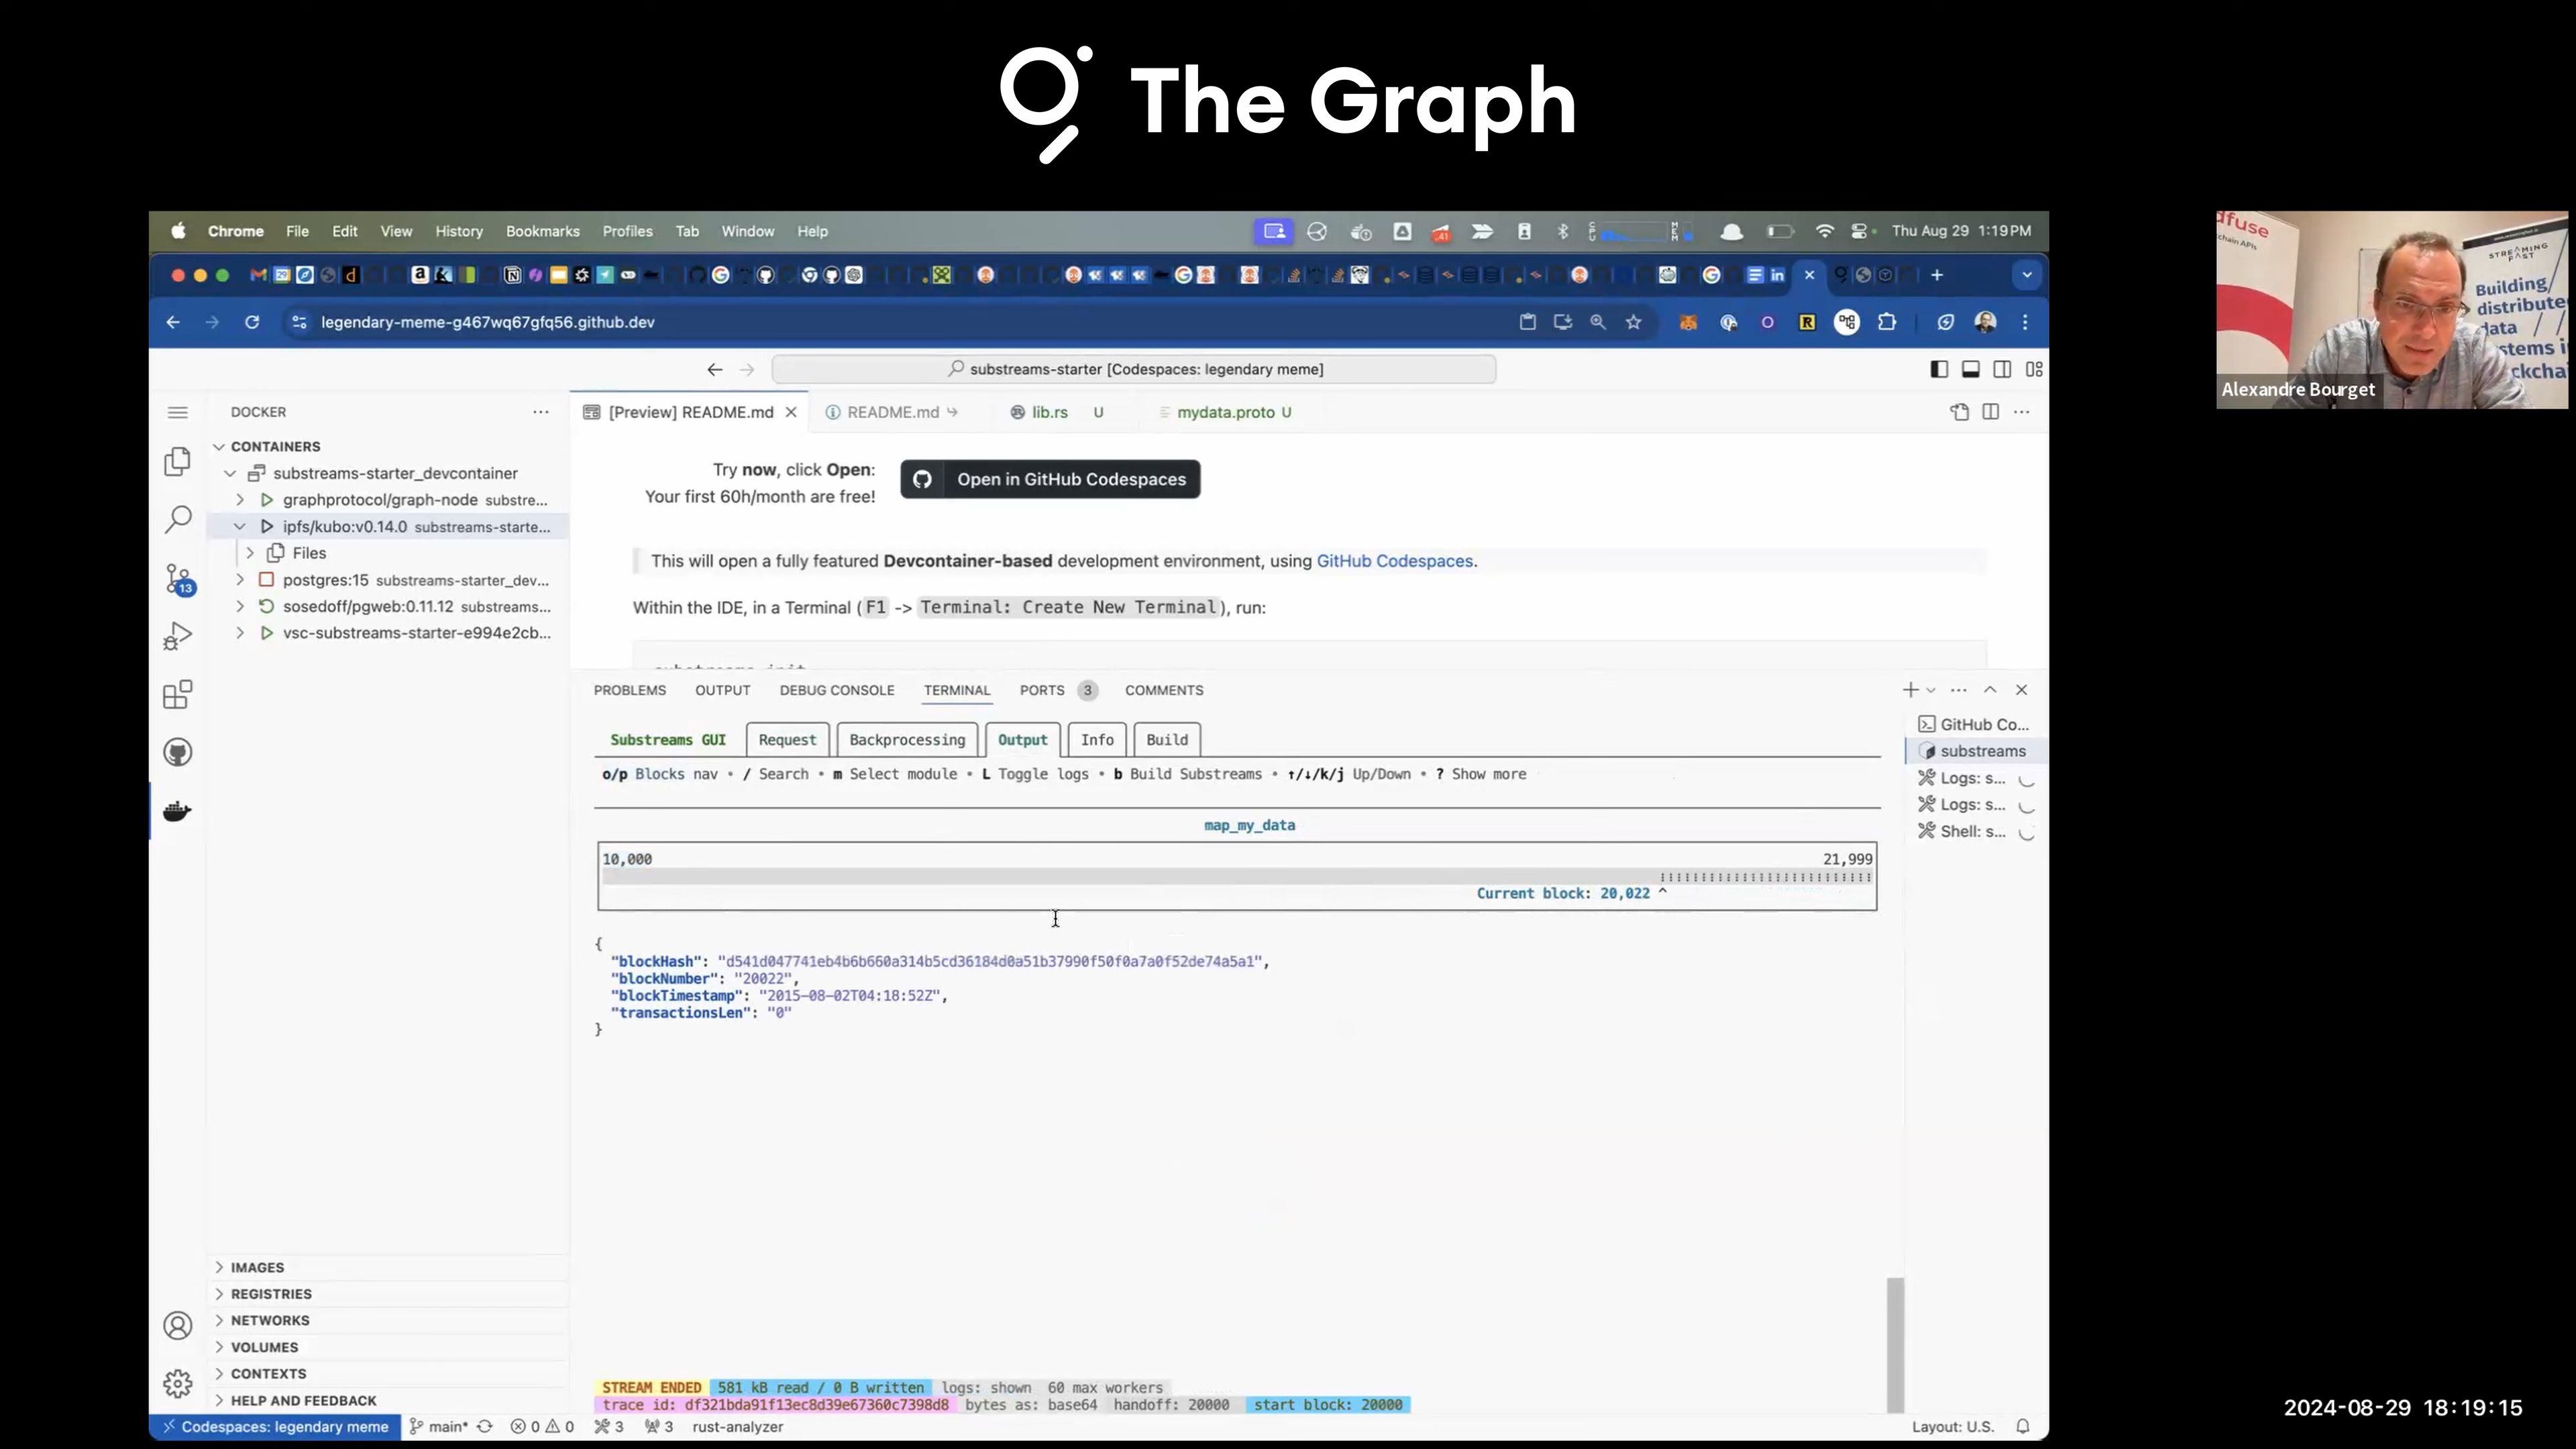 The Graph
Chrome File Edit View History Bookmarks Profiles Tab Window Help
Thu Aug 29 1:19 PM
legendary-meme-g467wq67gfq56.github.dev
substreams-starter [Codespaces: legendary meme]
DOCKER
[Preview] README.md
README.md
lib.rs U
mydata.proto U
CONTAINERS
substreams-starter_devcontainer
graphprotocol/graph-node substre...
ipfs/kubo:v0.14.0 substreams-starte...
Files
postgres:15 substreams-starter_dev...
sosedoff/pgweb:0.11.12 substreams...
vsc-substreams-starter-e994e2cb...
13
IMAGES
REGISTRIES
NETWORKS
VOLUMES
CONTEXTS
HELP AND FEEDBACK
Try now, click Open:
Your first 60h/month are free!
Open in GitHub Codespaces
This will open a fully featured Devcontainer-based development environment, using GitHub Codespaces.
Within the IDE, in a Terminal (F1 -> Terminal: Create New Terminal), run:
PROBLEMS OUTPUT DEBUG CONSOLE TERMINAL PORTS 3 COMMENTS
Substreams GUI Request Backprocessing Output Info Build
o/p Blocks nav • / Search • m Select module • L Toggle logs • b Build Substreams • ↑/↓/k/j Up/Down • ? Show more
map_my_data
10,000 21,999
Current block: 20,022 ^
{
"blockHash": "d541d047741eb4b6b660a314b5cd36184d0a51b37990f50f0a7a0f52de74a5a1",
"blockNumber": "20022",
"blockTimestamp": "2015-08-02T04:18:52Z",
"transactionsLen": "0"
}
STREAM ENDED 581 kB read / 0 B written logs: shown 60 max workers
trace id: df321bda91f13ec8d39e67360c7398d8 bytes as: base64 handoff: 20000 start block: 20000
GitHub Co...
substreams
Logs: s...
Logs: s...
Shell: s...
Codespaces: legendary meme main* 0 0 3 3 rust-analyzer
Layout: U.S.
STREAMING
FAST
Building
distribute
data
Alexandre Bourget
2024-08-29 18:19:15